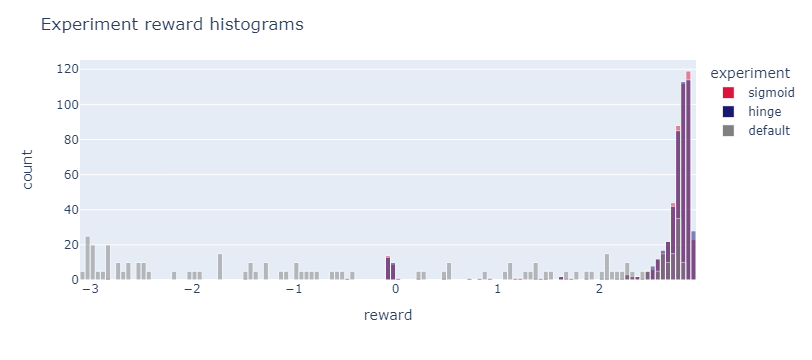 Experiment reward histograms
count
120
100
80
60
40
20
0
−3 −2 −1 0 1 2
reward
experiment
sigmoid
hinge
default